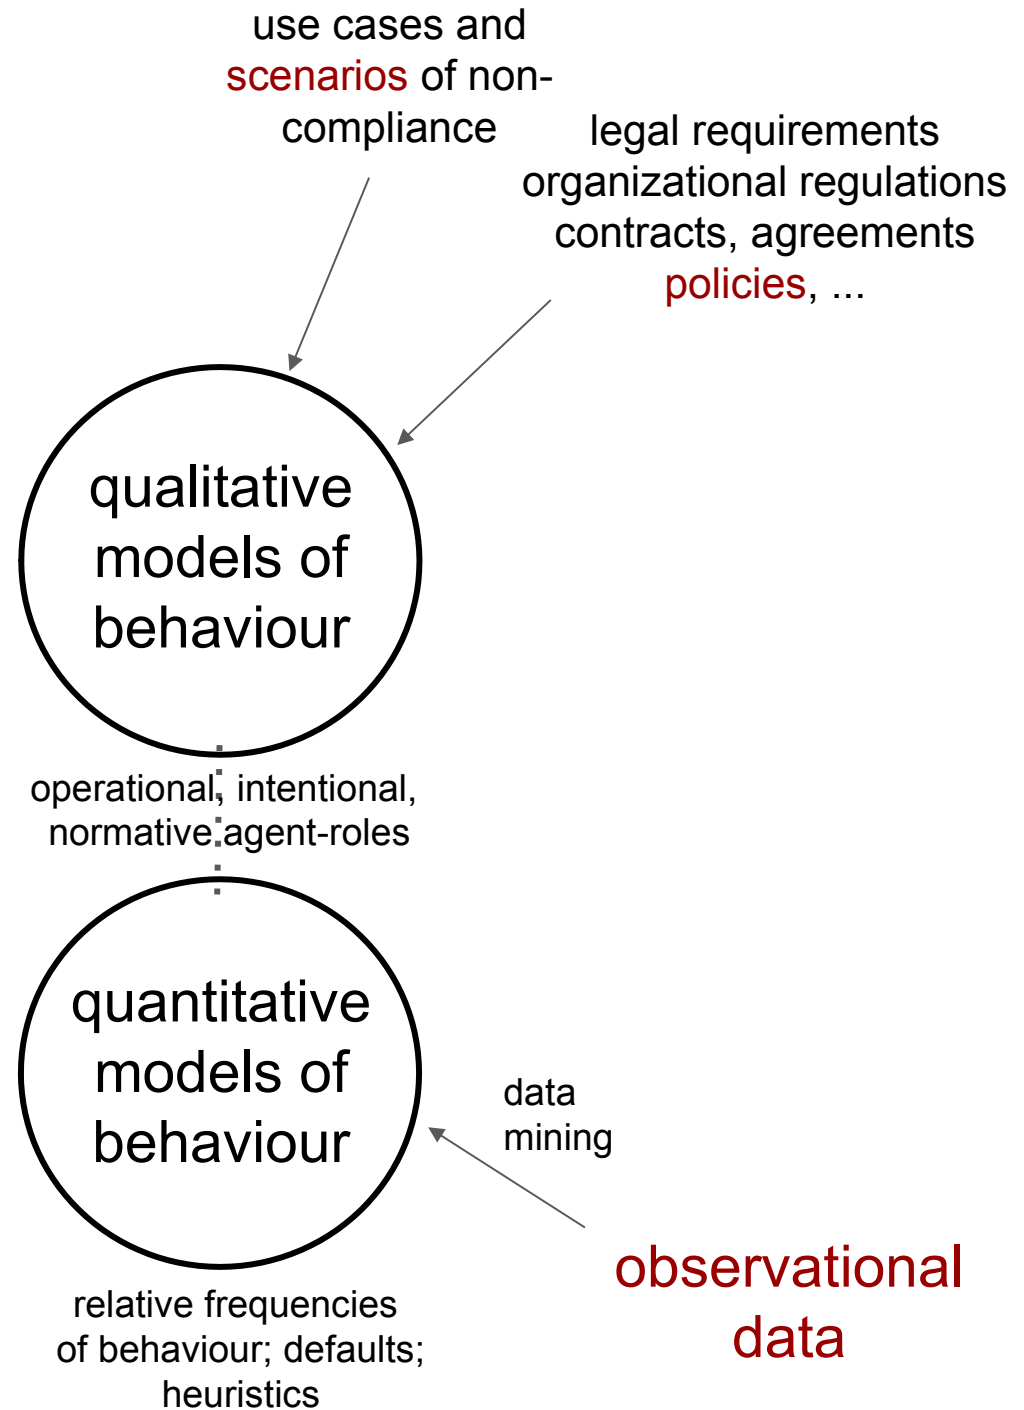 use cases and
scenarios of non-
compliance
legal requirements
organizational regulations
contracts, agreements
policies, ...
qualitative
models of
behaviour
operational, intentional,
normative agent-roles
quantitative
models of
behaviour
data
mining
observational
data
relative frequencies
of behaviour; defaults;
heuristics